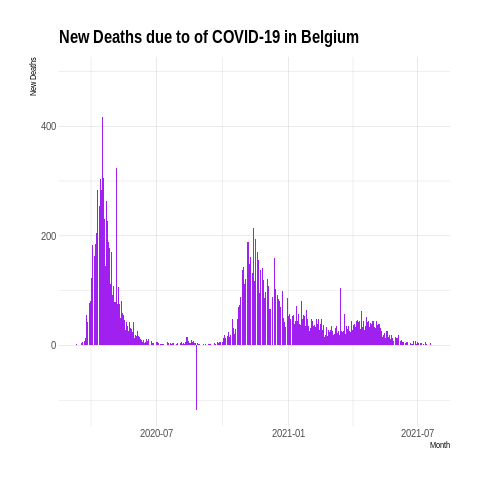 New Deaths due to of COVID-19 in Belgium
New Deaths
400
200
0
2020-07
2021-01
2021-07
Month